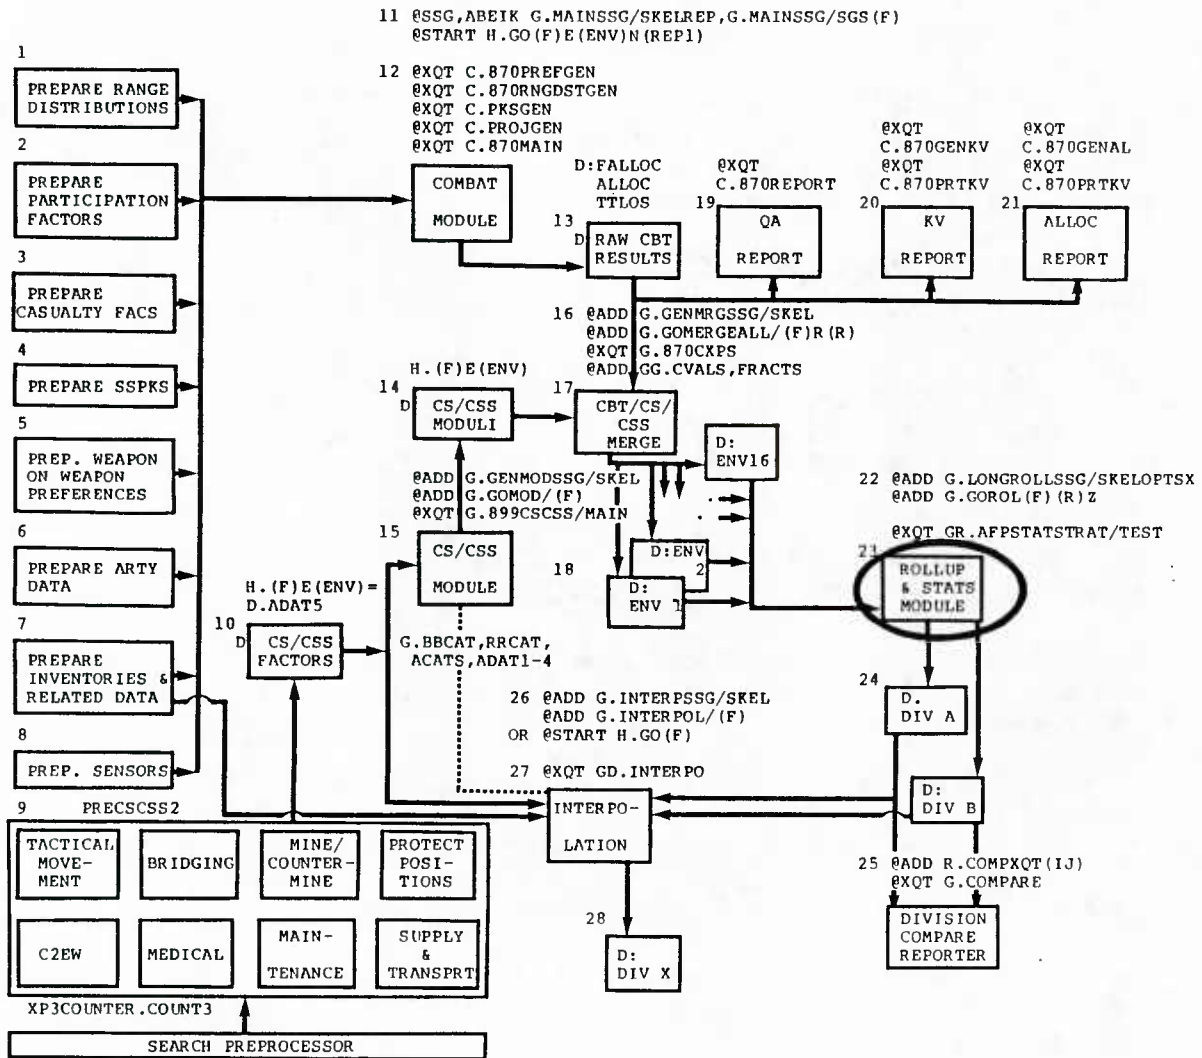 11 @SSG,ABEIK G.MAINSSG/SKELREP,G.MAINSSG/SGS(F)
@START H.GO(F)E(ENV)N(REP1)
1
PREPARE RANGE
DISTRIBUTIONS
2
PREPARE
PARTICIPATION
FACTORS
3
PREPARE
CASUALTY FACS
4
PREPARE SSPKS
5
PREP. WEAPON
ON WEAPON
PREFERENCES
6
PREPARE ARTY
DATA
7
PREPARE
INVENTORIES &
RELATED DATA
8
PREP. SENSORS
12 @XQT C.870PREFGEN
@XQT C.870RNGDSTGEN
@XQT C.PKSGEN
@XQT C.PROJGEN
@XQT C.870MAIN
COMBAT
MODULE
D:FALLOC
ALLOC
TTLOS
13
D RAW CBT
RESULTS
@XQT
C.870REPORT
19
QA
REPORT
@XQT
C.870GENKV
@XQT
C.870PRTKV
20
KV
REPORT
@XQT
C.870GENAL
@XQT
C.870PRTKV
21
ALLOC
REPORT
16 @ADD G.GENMRGSSG/SKEL
@ADD G.GOMERGEALL/(F)R(R)
@XQT G.870CXPS
@ADD GG.CVALS,FRACTS
H.(F)E(ENV)
14
D CS/CSS
MODULI
17
CBT/CS/
CSS
MERGE
D:
ENV16
@ADD G.GENMODSSG/SKEL
@ADD G.GOMOD/(F)
@XQT G.899CSCSS/MAIN
15
CS/CSS
MODULE
D:ENV
2
18
D:
ENV 1
22 @ADD G.LONGROLLSSG/SKELOPTSX
@ADD G.GOROL(F)(R)Z
@XQT GR.AFPSTATSTRAT/TEST
23
ROLLUP
& STATS
MODULE
H.(F)E(ENV)=
D.ADAT5
10
D CS/CSS
FACTORS
G.BBCAT,RRCAT,
ACATS,ADAT1-4
26 @ADD G.INTERPSSG/SKEL
@ADD G.INTERPOL/(F)
OR @START H.GO(F)
27 @XQT GD.INTERPO
INTERPO-
LATION
24
D.
DIV A
D:
DIV B
25 @ADD R.COMPXQT(IJ)
@XQT G.COMPARE
DIVISION
COMPARE
REPORTER
28
D:
DIV X
9 PRECSCSS2
TACTICAL
MOVE-
MENT
BRIDGING
MINE/
COUNTER-
MINE
PROTECT
POSI-
TIONS
C2EW
MEDICAL
MAIN-
TENANCE
SUPPLY
&
TRANSPRT
XP3COUNTER.COUNT3
SEARCH PREPROCESSOR